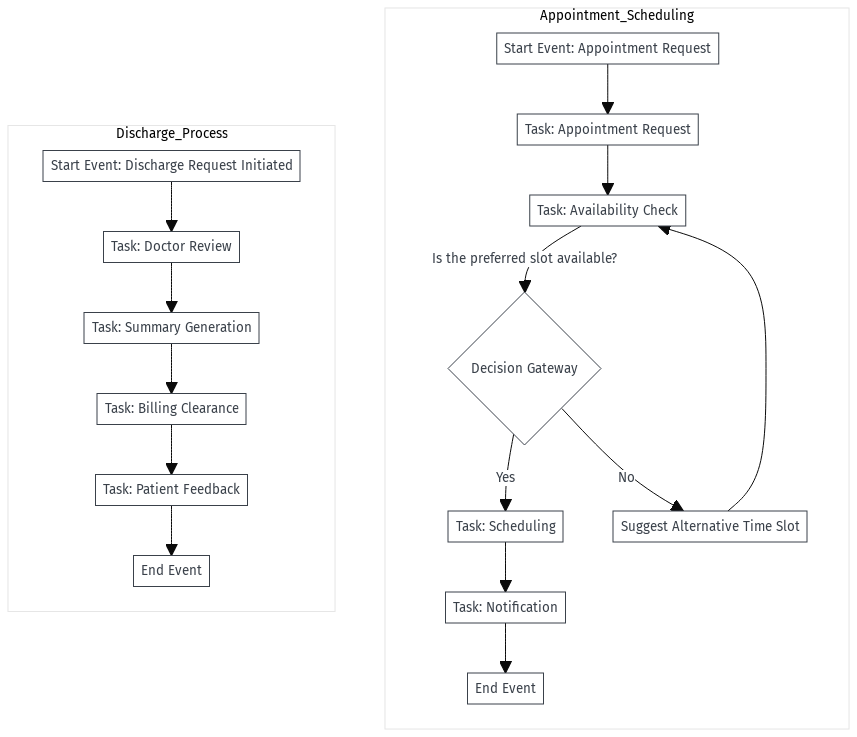 Discharge_Process
Start Event: Discharge Request Initiated
Task: Doctor Review
Task: Summary Generation
Task: Billing Clearance
Task: Patient Feedback
End Event
Appointment_Scheduling
Start Event: Appointment Request
Task: Appointment Request
Task: Availability Check
Is the preferred slot available?
Decision Gateway
Yes
No
Task: Scheduling
Suggest Alternative Time Slot
Task: Notification
End Event